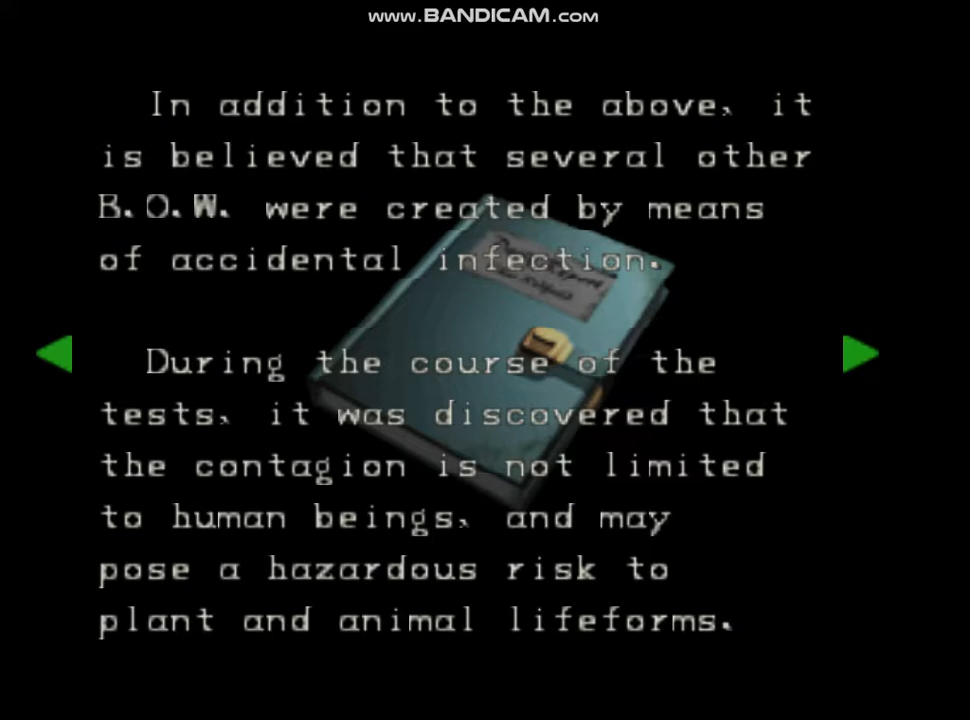 www.BANDICAM.com
In addition to the above, it
is believed that several other
B.O.W. were created by means
of accidental infection.
During the course of the
tests, it was discovered that
the contagion is not limited
to human beings, and may
pose a hazardous risk to
plant and animal lifeforms.